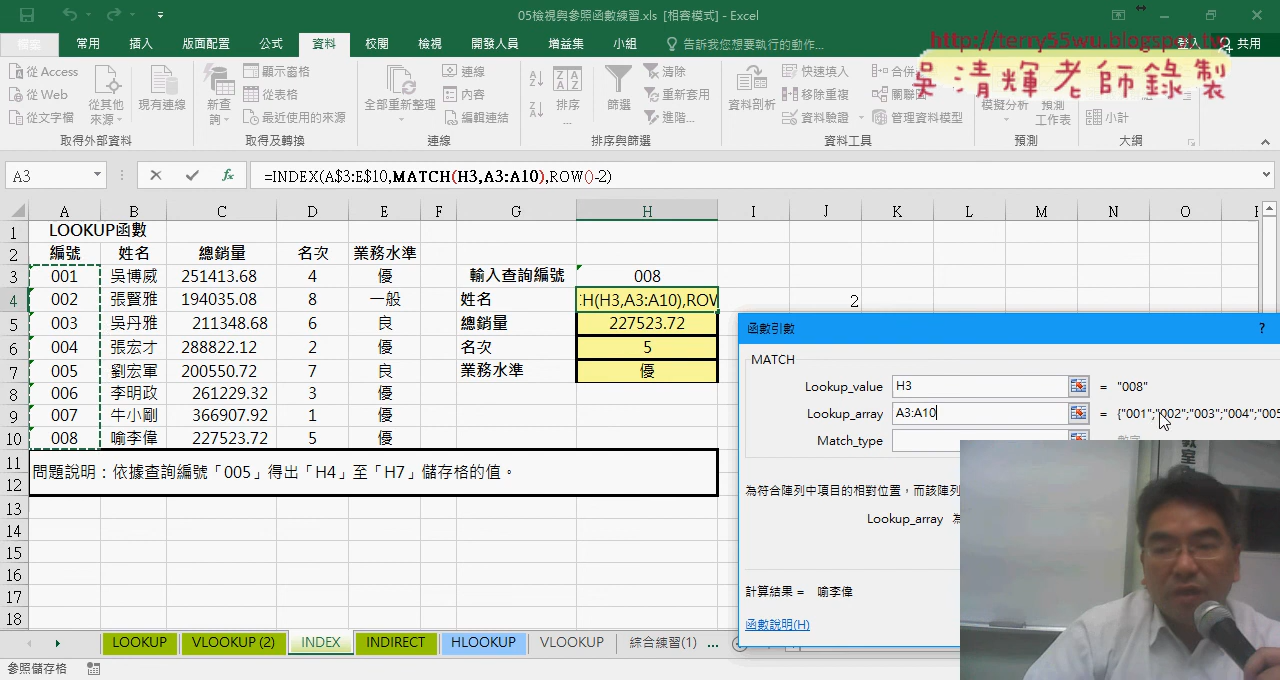 05檢視與參照函數練習.xls [相容模式] - Excel
http://terry55wu.blogspot.tw
吳清輝老師錄製
檔案 常用 插入 版面配置 公式 資料 校閱 檢視 開發人員 增益集 小組 告訴我您想要執行的動作... 登入 共用
從 Access
從 Web
從文字檔
從其他來源
現有連線
取得外部資料
新查詢
顯示查詢
從表格
最近使用的來源
取得及轉換
全部重新整理
連線
內容
編輯連結
連線
排序
...
篩選
清除
重新套用
進階...
排序與篩選
資料剖析
快速填入
移除重複
資料驗證
合併
關聯圖
管理資料模型
資料工具
模擬分析
預測工作表
預測
小計
大綱
A3 =INDEX(A$3:E$10,MATCH(H3,A3:A10),ROW()-2)
A B C D E F G H I J K L M N O
1 LOOKUP函數
2 編號 姓名 總銷量 名次 業務水準
3 001 吳博威 251413.68 4 優 輸入查詢編號 008
4 002 張賢雅 194035.08 8 一般 姓名 CH(H3,A3:A10),ROW 2
5 003 吳丹雅 211348.68 6 良 總銷量 227523.72
6 004 張宏才 288822.12 2 優 名次 5
7 005 劉宏軍 200550.72 7 良 業務水準 優
8 006 李明政 261229.32 3 優
9 007 牛小剛 366907.92 1 優
10 008 喻李偉 227523.72 5 優
11
12 問題說明：依據查詢編號「005」得出「H4」至「H7」儲存格的值。
13
14
15
16
17
18
函數引數 ?
MATCH
Lookup_value H3 = "008"
Lookup_array A3:A10 = {"001";"002";"003";"004";"005
Match_type = 數字
為符合陣列中項目的相對位置，而該陣列
Lookup_array 為
計算結果 = 喻李偉
函數說明(H)
LOOKUP VLOOKUP (2) INDEX INDIRECT HLOOKUP VLOOKUP 綜合練習(1) ...
參照儲存格